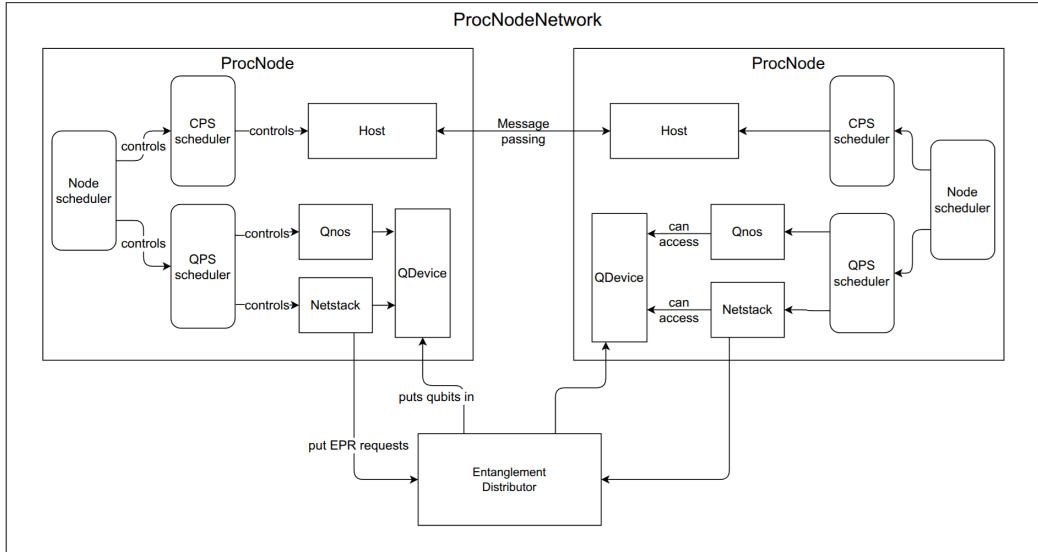 ProcNodeNetwork
ProcNode
CPS
scheduler
controls
Host
controls
Node
scheduler
controls
QPS
scheduler
controls
Qnos
QDevice
controls
Netstack
Message
passing
ProcNode
Host
CPS
scheduler
Node
scheduler
can
access
Qnos
QPS
scheduler
QDevice
can
access
Netstack
puts qubits in
put EPR requests
Entanglement
Distributor